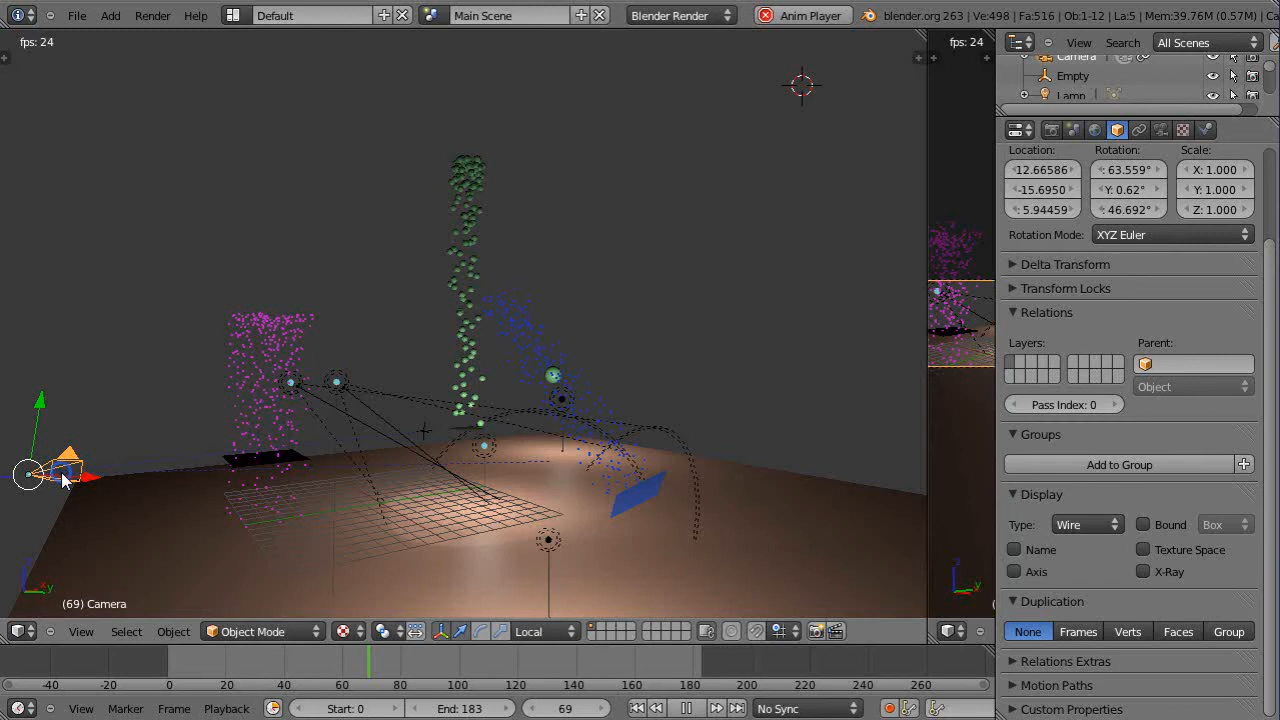 File Add Render Help Default Main Scene Blender Render Anim Player blender.org 263 | Ve:498 | Fa:516 | Ob:1-12 | La:5 | Mem:39.76M (0.57M) | Ca
fps: 24
fps: 24
View Search All Scenes
Camera
Empty
Lamp
Location: Rotation: Scale:
12.66586 : 63.559° X: 1.000
-15.6950 Y: 0.62° Y: 1.000
: 5.94459 : 46.692° Z: 1.000
Rotation Mode: XYZ Euler
Delta Transform
Transform Locks
Relations
Layers: Parent:
Object
Pass Index: 0
Groups
Add to Group
Display
Type: Wire Bound Box
Name Texture Space
Axis X-Ray
Duplication
None Frames Verts Faces Group
Relations Extras
Motion Paths
Custom Properties
(69) Camera
View Select Object Object Mode Local
-40 -20 0 20 40 60 80 100 120 140 160 180 200 220 240 260
View Marker Frame Playback Start: 0 End: 183 69 No Sync